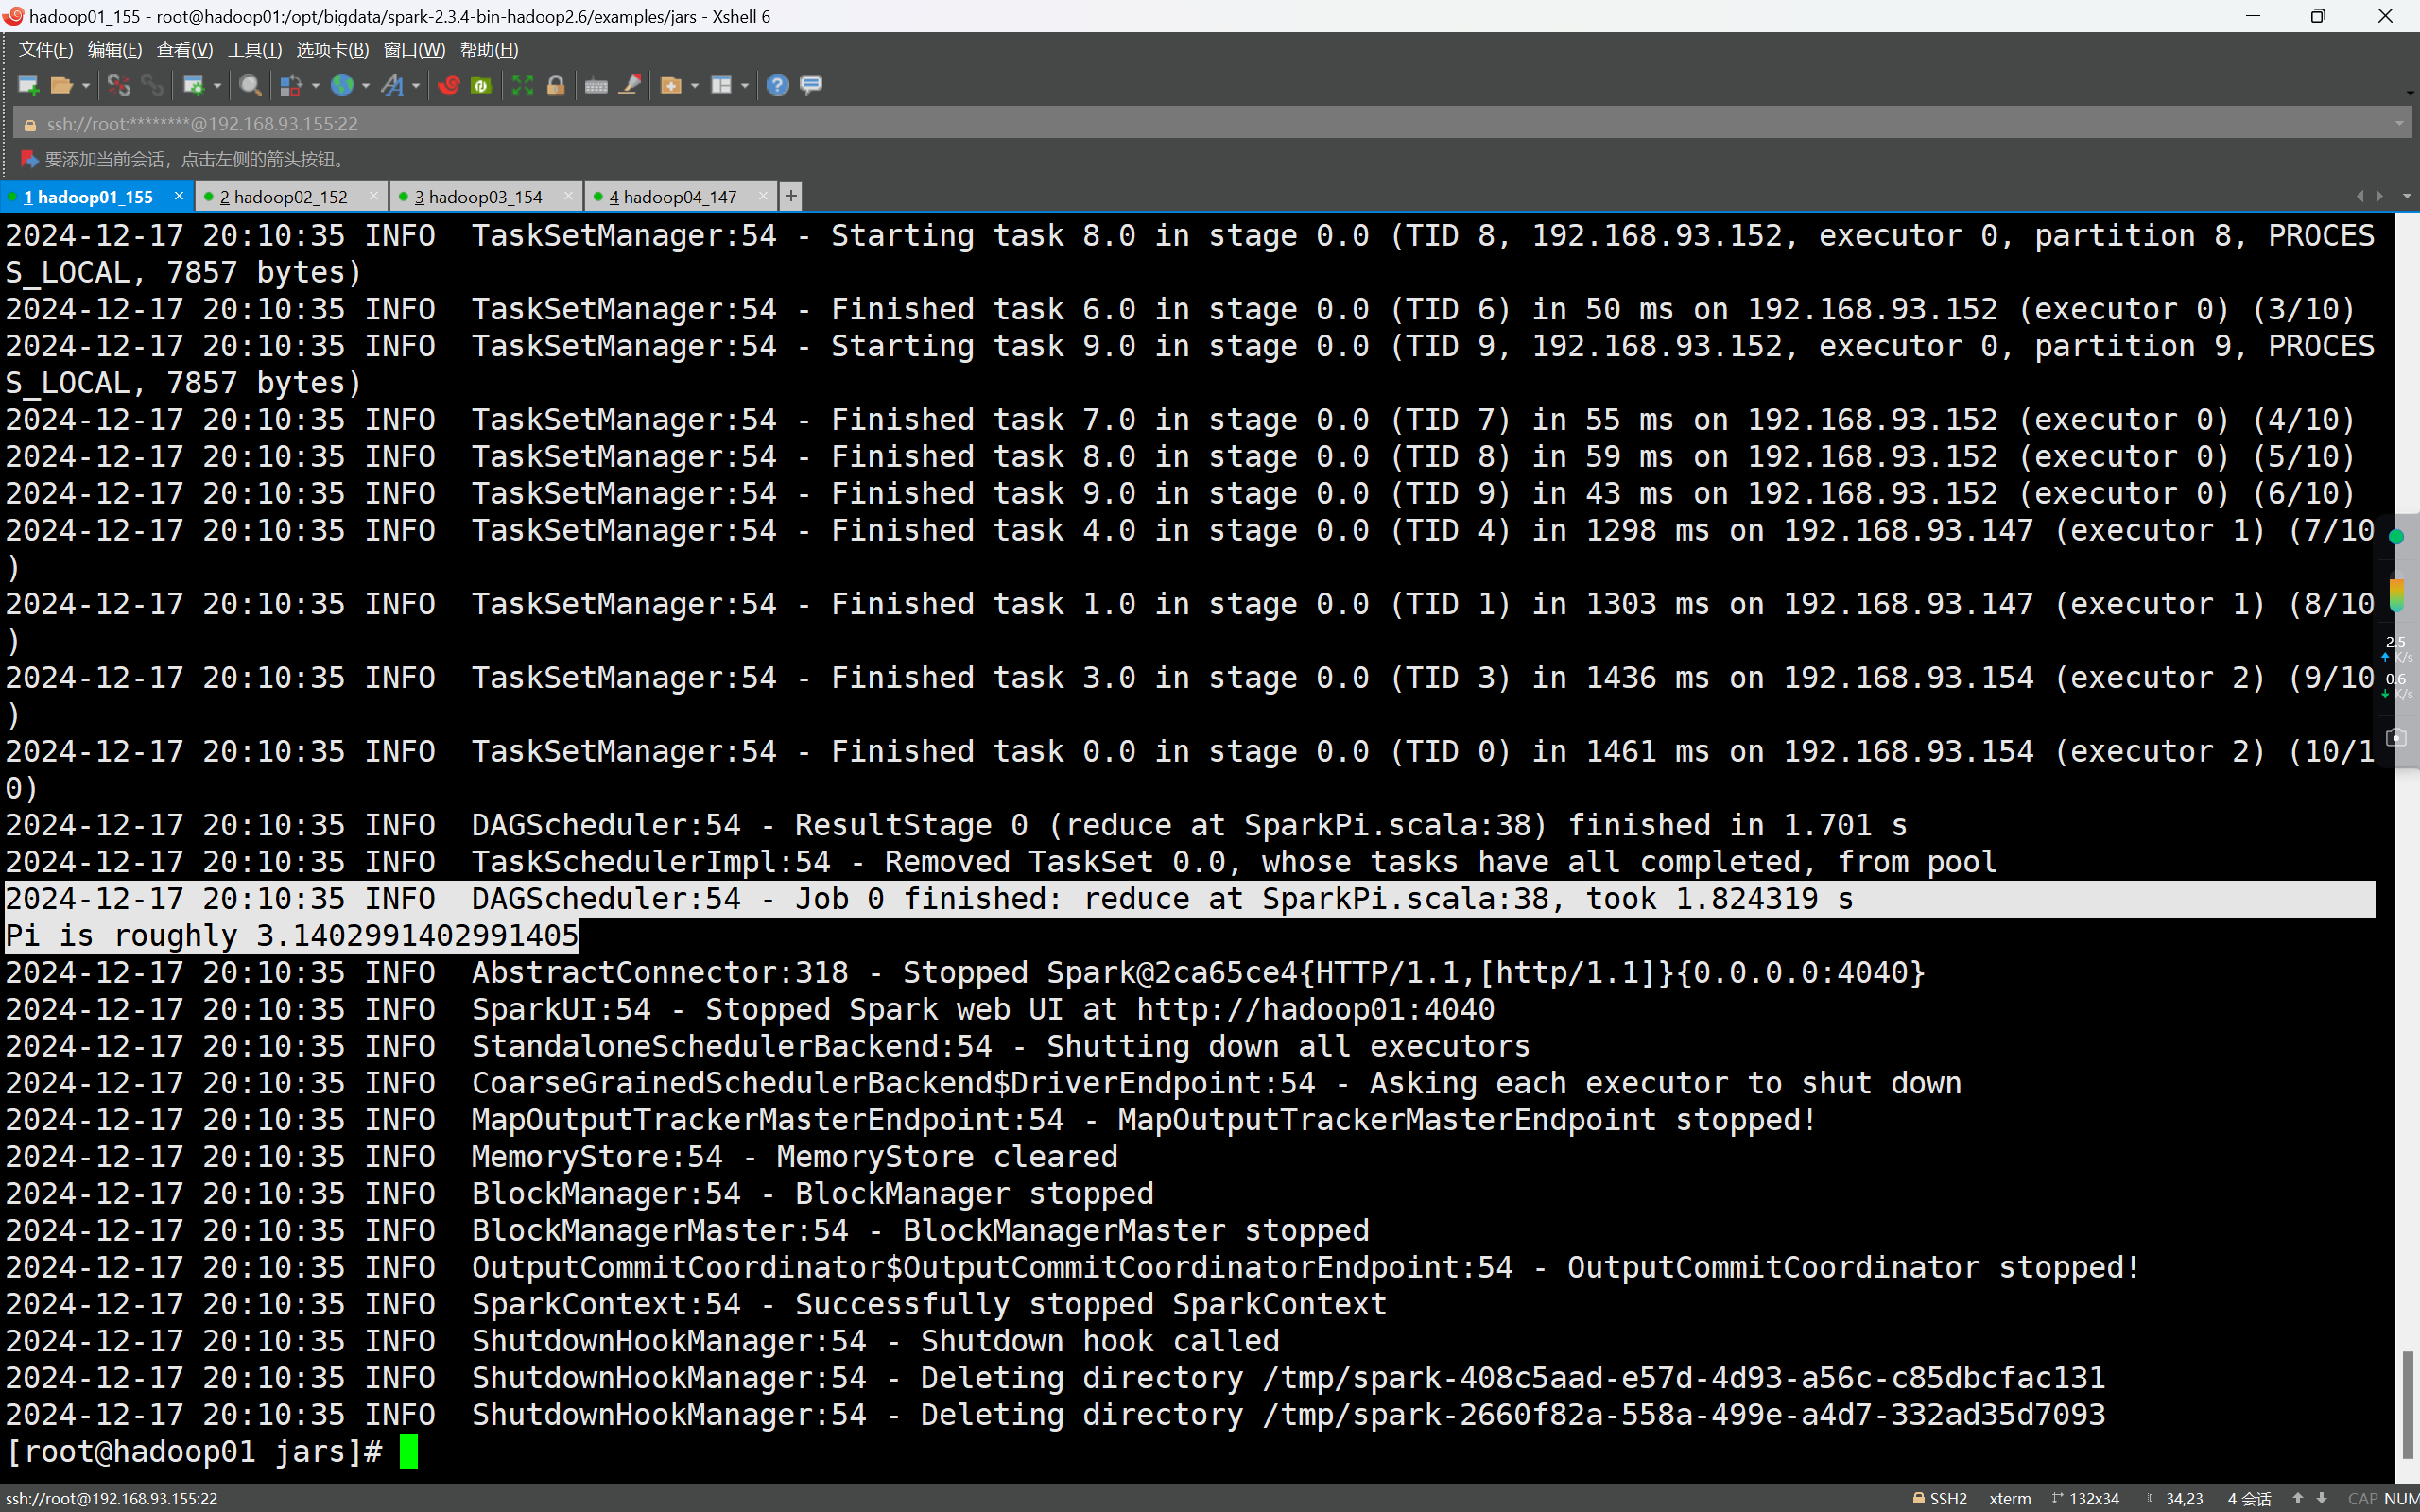 hadoop01_155 - root@hadoop01:/opt/bigdata/spark-2.3.4-bin-hadoop2.6/examples/jars - Xshell 6
文件(F) 编辑(E) 查看(V) 工具(T) 选项卡(B) 窗口(W) 帮助(H)
ssh://root:********@192.168.93.155:22
要添加当前会话，点击左侧的箭头按钮。
1 hadoop01_155 × 2 hadoop02_152 × 3 hadoop03_154 × 4 hadoop04_147 × +
2024-12-17 20:10:35 INFO  TaskSetManager:54 - Starting task 8.0 in stage 0.0 (TID 8, 192.168.93.152, executor 0, partition 8, PROCES
S_LOCAL, 7857 bytes)
2024-12-17 20:10:35 INFO  TaskSetManager:54 - Finished task 6.0 in stage 0.0 (TID 6) in 50 ms on 192.168.93.152 (executor 0) (3/10)
2024-12-17 20:10:35 INFO  TaskSetManager:54 - Starting task 9.0 in stage 0.0 (TID 9, 192.168.93.152, executor 0, partition 9, PROCES
S_LOCAL, 7857 bytes)
2024-12-17 20:10:35 INFO  TaskSetManager:54 - Finished task 7.0 in stage 0.0 (TID 7) in 55 ms on 192.168.93.152 (executor 0) (4/10)
2024-12-17 20:10:35 INFO  TaskSetManager:54 - Finished task 8.0 in stage 0.0 (TID 8) in 59 ms on 192.168.93.152 (executor 0) (5/10)
2024-12-17 20:10:35 INFO  TaskSetManager:54 - Finished task 9.0 in stage 0.0 (TID 9) in 43 ms on 192.168.93.152 (executor 0) (6/10)
2024-12-17 20:10:35 INFO  TaskSetManager:54 - Finished task 4.0 in stage 0.0 (TID 4) in 1298 ms on 192.168.93.147 (executor 1) (7/10
)
2024-12-17 20:10:35 INFO  TaskSetManager:54 - Finished task 1.0 in stage 0.0 (TID 1) in 1303 ms on 192.168.93.147 (executor 1) (8/10
)
2024-12-17 20:10:35 INFO  TaskSetManager:54 - Finished task 3.0 in stage 0.0 (TID 3) in 1436 ms on 192.168.93.154 (executor 2) (9/10
)
2024-12-17 20:10:35 INFO  TaskSetManager:54 - Finished task 0.0 in stage 0.0 (TID 0) in 1461 ms on 192.168.93.154 (executor 2) (10/1
0)
2024-12-17 20:10:35 INFO  DAGScheduler:54 - ResultStage 0 (reduce at SparkPi.scala:38) finished in 1.701 s
2024-12-17 20:10:35 INFO  TaskSchedulerImpl:54 - Removed TaskSet 0.0, whose tasks have all completed, from pool
2024-12-17 20:10:35 INFO  DAGScheduler:54 - Job 0 finished: reduce at SparkPi.scala:38, took 1.824319 s
Pi is roughly 3.1402991402991405
2024-12-17 20:10:35 INFO  AbstractConnector:318 - Stopped Spark@2ca65ce4{HTTP/1.1,[http/1.1]}{0.0.0.0:4040}
2024-12-17 20:10:35 INFO  SparkUI:54 - Stopped Spark web UI at http://hadoop01:4040
2024-12-17 20:10:35 INFO  StandaloneSchedulerBackend:54 - Shutting down all executors
2024-12-17 20:10:35 INFO  CoarseGrainedSchedulerBackend$DriverEndpoint:54 - Asking each executor to shut down
2024-12-17 20:10:35 INFO  MapOutputTrackerMasterEndpoint:54 - MapOutputTrackerMasterEndpoint stopped!
2024-12-17 20:10:35 INFO  MemoryStore:54 - MemoryStore cleared
2024-12-17 20:10:35 INFO  BlockManager:54 - BlockManager stopped
2024-12-17 20:10:35 INFO  BlockManagerMaster:54 - BlockManagerMaster stopped
2024-12-17 20:10:35 INFO  OutputCommitCoordinator$OutputCommitCoordinatorEndpoint:54 - OutputCommitCoordinator stopped!
2024-12-17 20:10:35 INFO  SparkContext:54 - Successfully stopped SparkContext
2024-12-17 20:10:35 INFO  ShutdownHookManager:54 - Shutdown hook called
2024-12-17 20:10:35 INFO  ShutdownHookManager:54 - Deleting directory /tmp/spark-408c5aad-e57d-4d93-a56c-c85dbcfac131
2024-12-17 20:10:35 INFO  ShutdownHookManager:54 - Deleting directory /tmp/spark-2660f82a-558a-499e-a4d7-332ad35d7093
[root@hadoop01 jars]#
2.5
K/s
0.6
K/s
ssh://root@192.168.93.155:22 SSH2 xterm 132x34 34,23 4 会话 CAP NUM